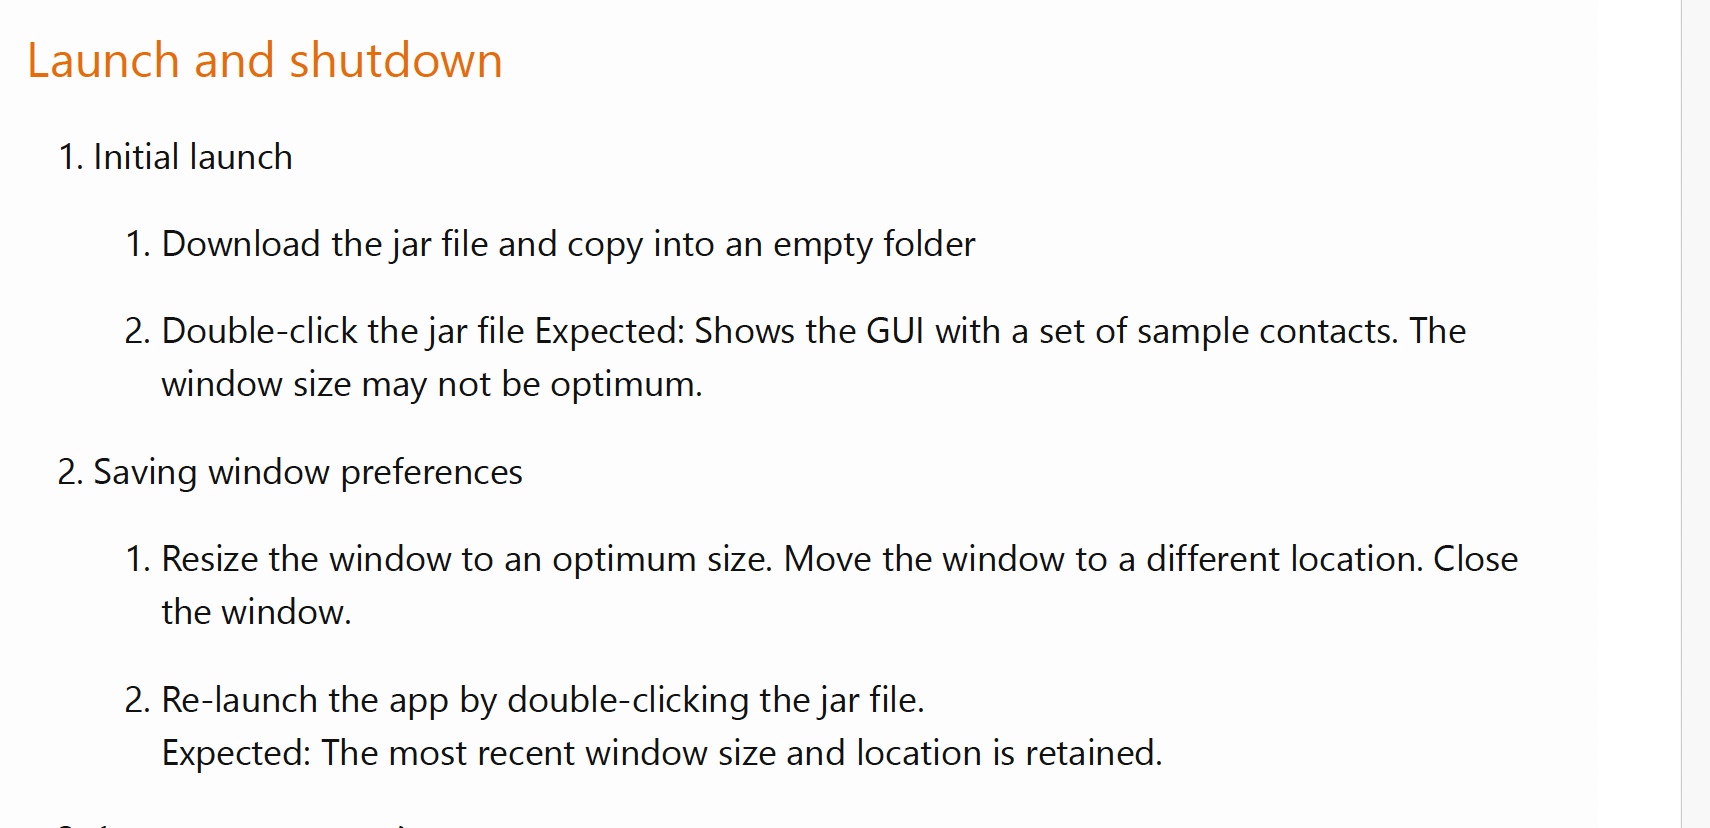 Launch and shutdown
1. Initial launch
1. Download the jar file and copy into an empty folder
2. Double-click the jar file Expected: Shows the GUI with a set of sample contacts. The
window size may not be optimum.
2. Saving window preferences
1. Resize the window to an optimum size. Move the window to a different location. Close
the window.
2. Re-launch the app by double-clicking the jar file.
Expected: The most recent window size and location is retained.